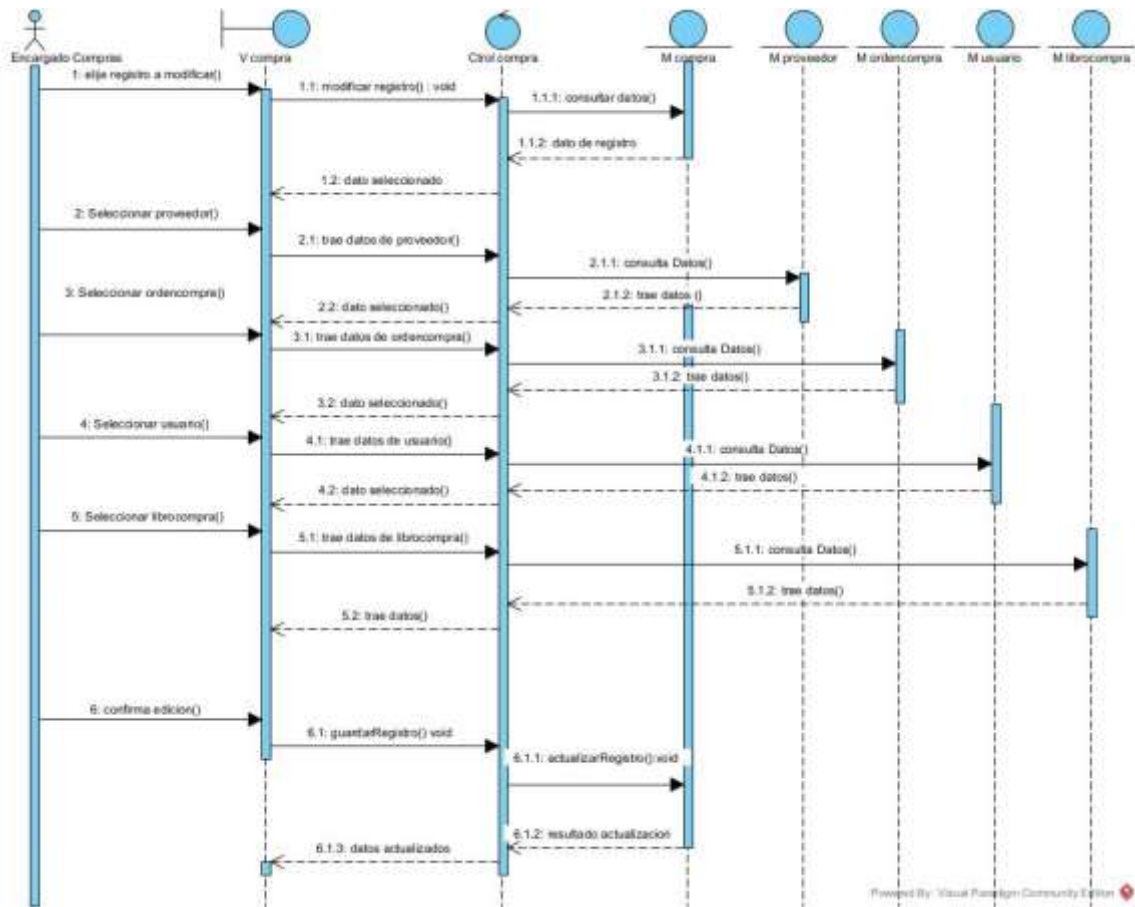 Encargado Compras
V compra
Ctrol compra
M compra
M proveedor
M ordencompra
M usuario
M librocompra
1: elije registro a modificar()
1.1: modificar registro() : void
1.1.1: consultar datos()
1.1.2: dato de registro
1.2: dato seleccionado
2: Seleccionar proveedor()
2.1: trae datos de proveedor()
2.1.1: consulta Datos()
2.1.2: trae datos ()
3: Seleccionar ordencompra()
2.2: dato seleccionado()
3.1: trae datos de ordencompra()
3.1.1: consulta Datos()
3.1.2: trae datos()
3.2: dato seleccionado()
4: Seleccionar usuario()
4.1: trae datos de usuario()
4.1.1: consulta Datos()
4.1.2: trae datos()
4.2: dato seleccionado()
5: Seleccionar librocompra()
5.1: trae datos de librocompra()
5.1.1: consulta Datos()
5.1.2: trae datos()
5.2: trae datos()
6: confirma edicion()
6.1: guardarRegistro() void
6.1.1: actualizarRegistro():void
6.1.2: resultado actualizacion
6.1.3: datos actualizados
Powered By: Visual Paradigm Community Edition